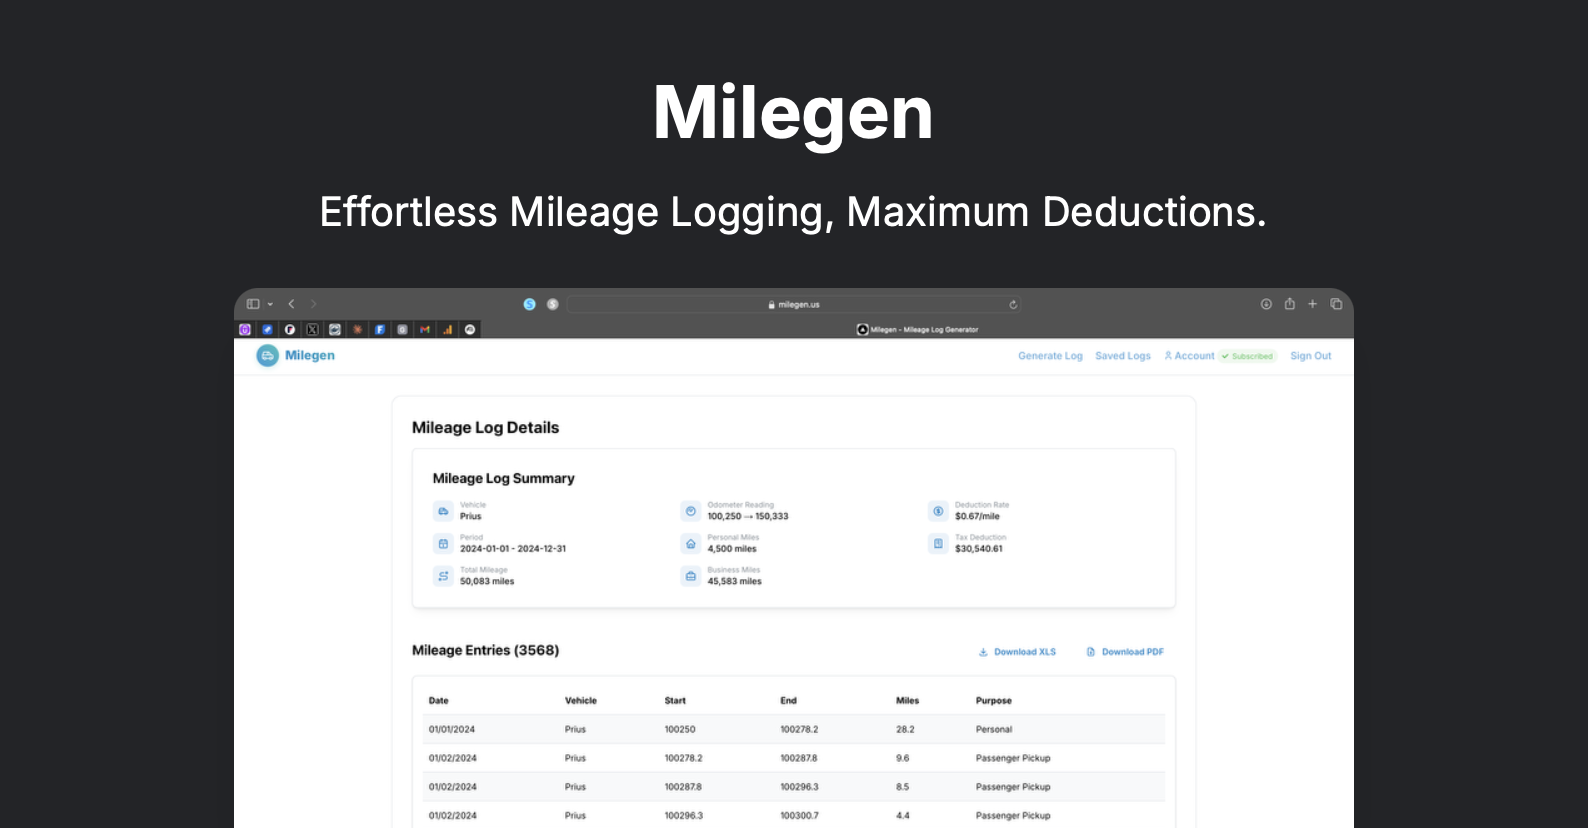 Milegen
Effortless Mileage Logging, Maximum Deductions.
milegen.us
Milegen - Mileage Log Generator
Milegen
Generate Log Saved Logs Account Subscribed Sign Out
Mileage Log Details
Mileage Log Summary
Vehicle Odometer Reading Deduction Rate
Prius 100,250 → 150,333 $0.67/mile
Period Personal Miles Tax Deduction
2024-01-01 - 2024-12-31 4,500 miles $30,540.61
Total Mileage Business Miles
50,083 miles 45,583 miles
Mileage Entries (3568) Download XLS Download PDF
Date Vehicle Start End Miles Purpose
01/01/2024 Prius 100250 100278.2 28.2 Personal
01/02/2024 Prius 100278.2 100287.8 9.6 Passenger Pickup
01/02/2024 Prius 100287.8 100296.3 8.5 Passenger Pickup
01/02/2024 Prius 100296.3 100300.7 4.4 Passenger Pickup